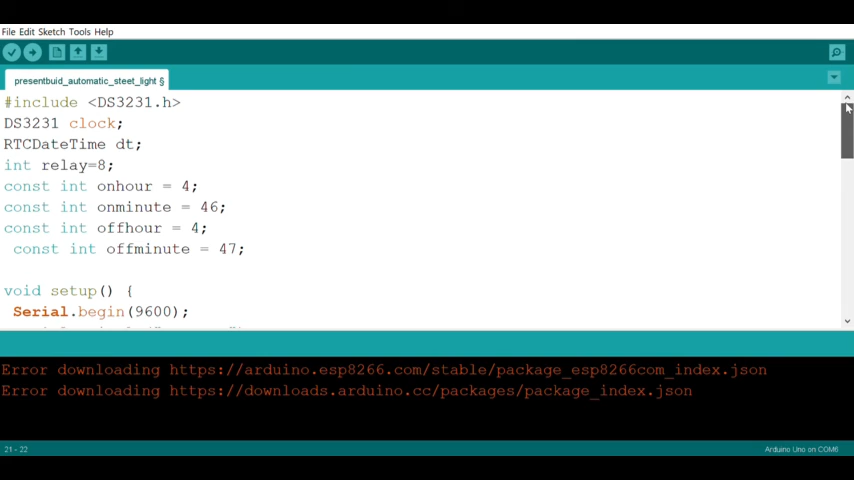 File Edit Sketch Tools Help
presentbuid_automatic_steet_light §
#include <DS3231.h>
DS3231 clock;
RTCDateTime dt;
int relay=8;
const int onhour = 4;
const int onminute = 46;
const int offhour = 4;
const int offminute = 47;
void setup() {
Serial.begin(9600);
Error downloading https://arduino.esp8266.com/stable/package_esp8266com_index.json
Error downloading https://downloads.arduino.cc/packages/package_index.json
21 - 22
Arduino Uno on COM6